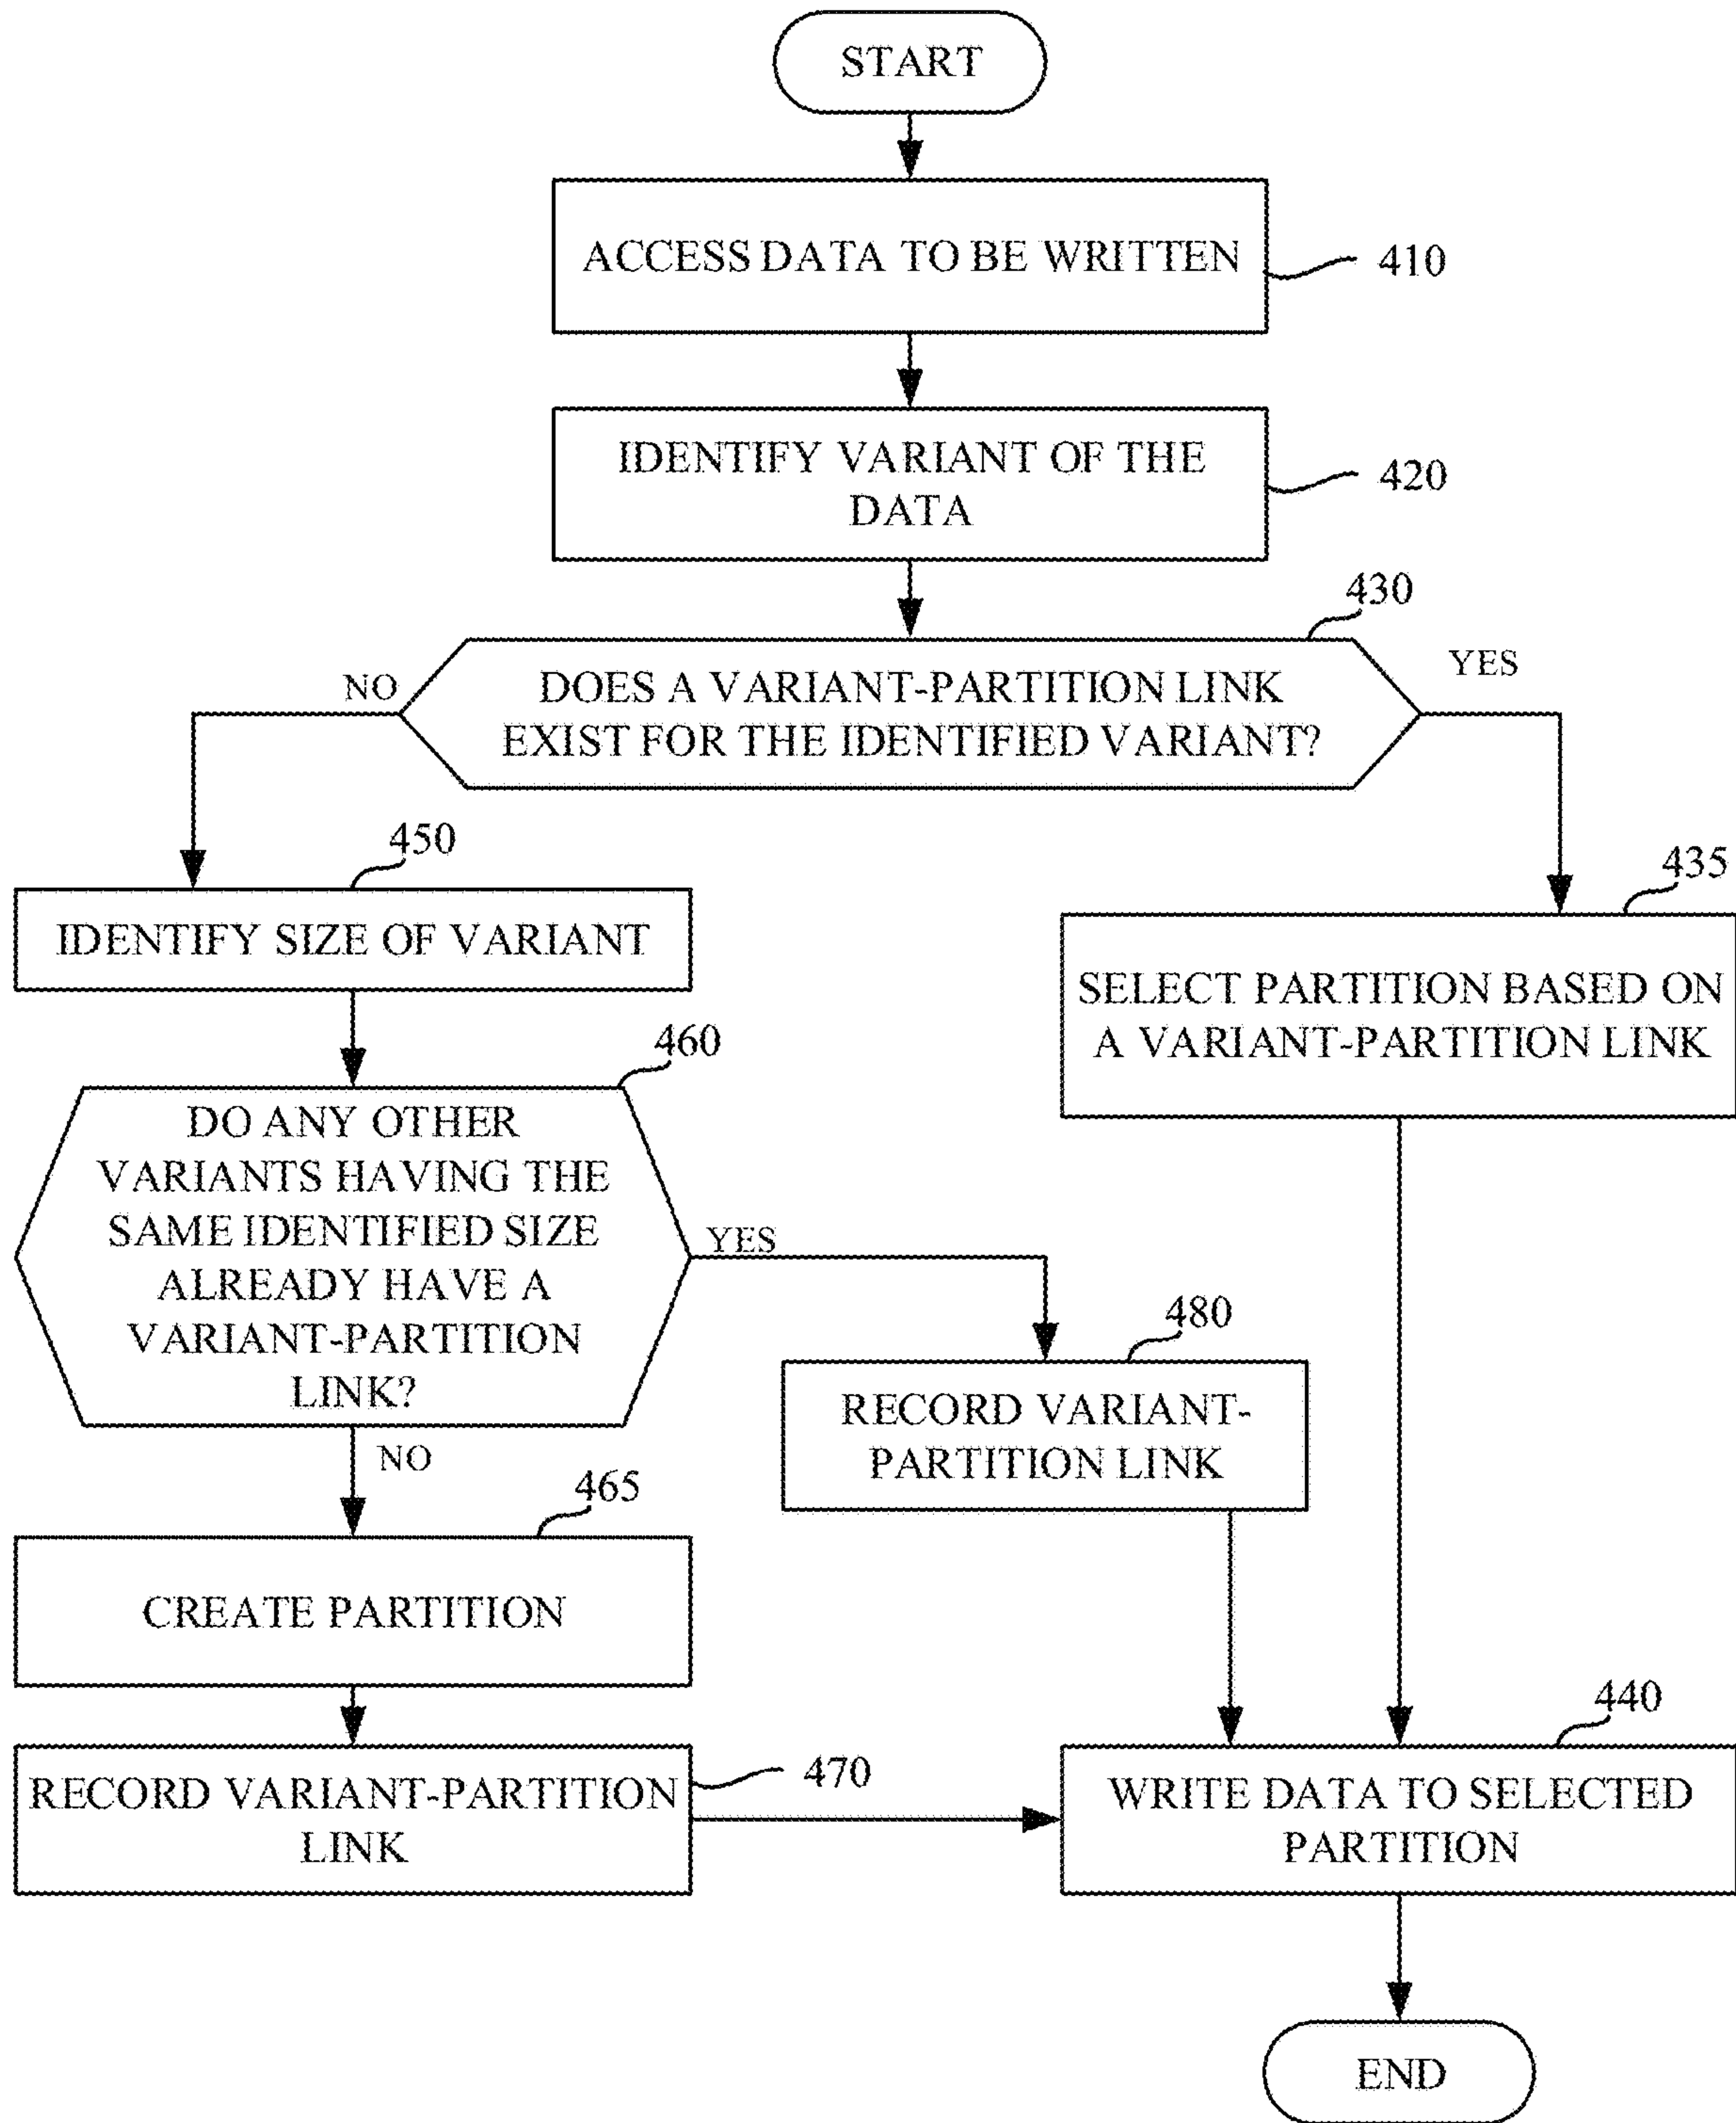 START
ACCESS DATA TO BE WRITTEN
410
IDENTIFY VARIANT OF THE
DATA
420
430
NO
DOES A VARIANT-PARTITION LINK
EXIST FOR THE IDENTIFIED VARIANT?
YES
450
IDENTIFY SIZE OF VARIANT
435
SELECT PARTITION BASED ON
A VARIANT-PARTITION LINK
460
DO ANY OTHER
VARIANTS HAVING THE
SAME IDENTIFIED SIZE
ALREADY HAVE A
VARIANT-PARTITION
LINK?
YES
NO
480
RECORD VARIANT-
PARTITION LINK
465
CREATE PARTITION
RECORD VARIANT-PARTITION
LINK
470
440
WRITE DATA TO SELECTED
PARTITION
END